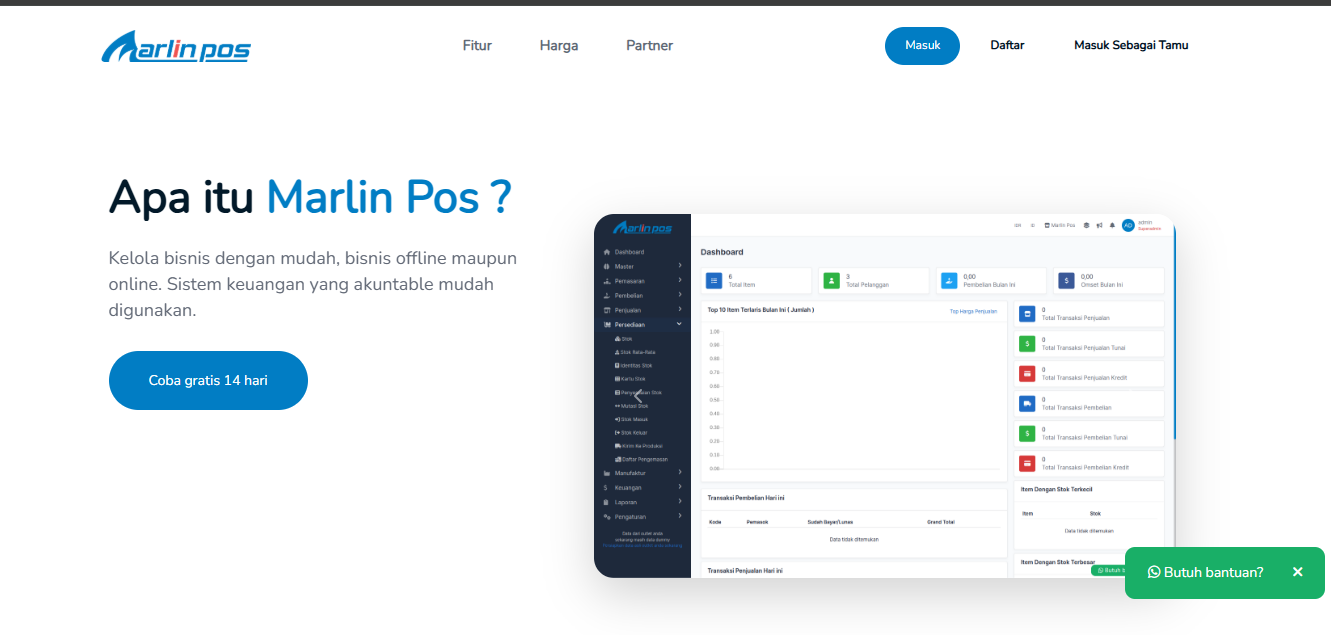 Marlin pos
Fitur
Harga
Partner
Masuk
Daftar
Masuk Sebagai Tamu
Apa itu Marlin Pos ?
Kelola bisnis dengan mudah, bisnis offline maupun
online. Sistem keuangan yang akuntable mudah
digunakan.
Coba gratis 14 hari
Marlin pos
Marlin Pos
AD
admin
Dashboard
Master
Pemasaran
Pembelian
Penjualan
Persediaan
Stok
Stok Rata-Rata
Identitas Stok
Kartu Stok
Stok
Mutasi Stok
Stok Masuk
Stok Keluar
Kirim Ke Produksi
Daftar Pengemasan
Manufaktur
Keuangan
Laporan
Pengaturan
Dashboard
6
Total Item
3
Total Pelanggan
0,00
Pembelian Bulan Ini
0,00
Omset Bulan Ini
Top 10 Item Terlaris Bulan Ini ( Jumlah )
Top Harga Penjualan
1.00
0.90
0.80
0.70
0.60
0.50
0.40
0.30
0.20
0.10
0.00
0
Total Transaksi Penjualan
0
Total Transaksi Penjualan Tunai
0
Total Transaksi Penjualan Kredit
0
Total Transaksi Pembelian
0
Total Transaksi Pembelian Tunai
0
Total Transaksi Pembelian Kredit
Transaksi Pembelian Hari ini
Kode
Pemasok
Sudah Bayar/Lunas
Grand Total
Data tidak ditemukan
Transaksi Penjualan Hari ini
Item Dengan Stok Terkecil
Item
Stok
Data tidak ditemukan
Item Dengan Stok Terbesar
Butuh b
Butuh bantuan?